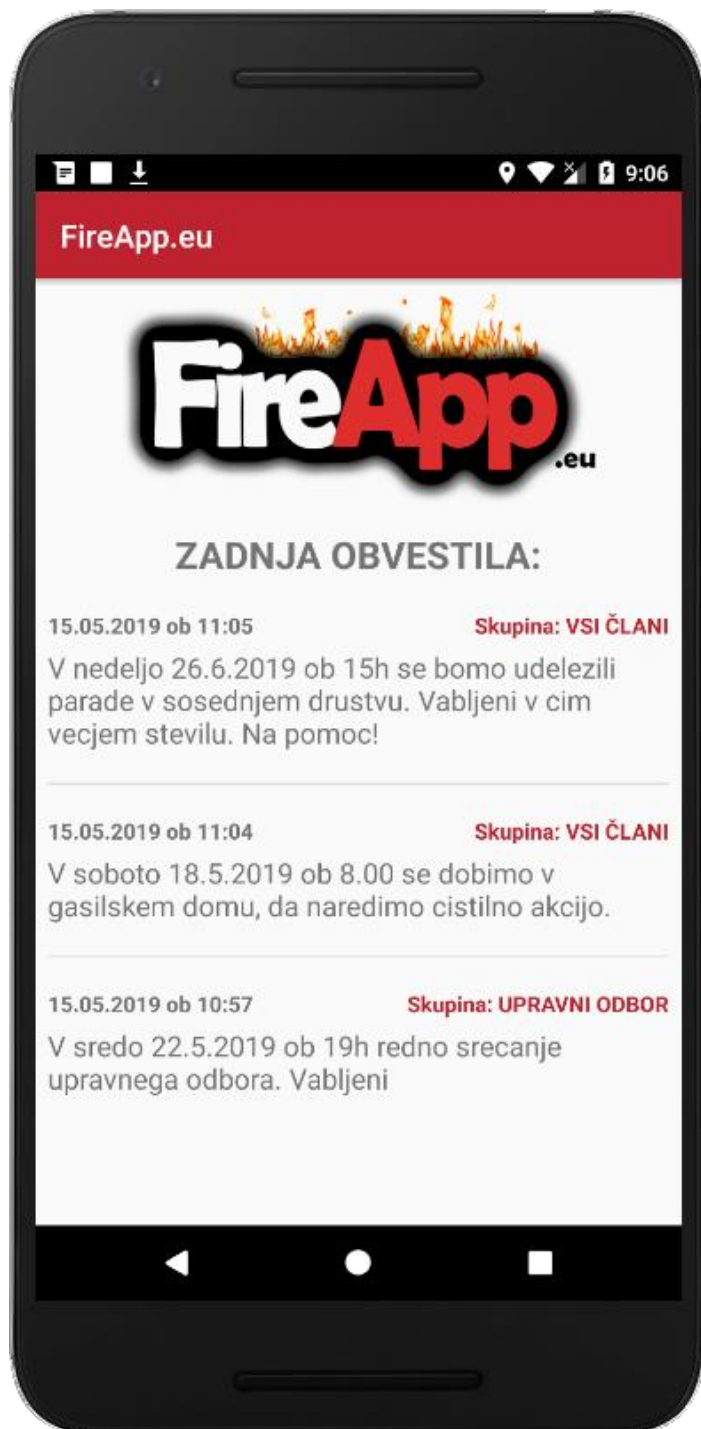 9:06
FireApp.eu
FireApp.eu
ZADNJA OBVESTILA:
15.05.2019 ob 11:05 Skupina: VSI ČLANI
V nedeljo 26.6.2019 ob 15h se bomo udelezili
parade v sosednjem drustvu. Vabljeni v cim
vecjem stevilu. Na pomoc!
15.05.2019 ob 11:04 Skupina: VSI ČLANI
V soboto 18.5.2019 ob 8.00 se dobimo v
gasilskem domu, da naredimo cistilno akcijo.
15.05.2019 ob 10:57 Skupina: UPRAVNI ODBOR
V sredo 22.5.2019 ob 19h redno srecanje
upravnega odbora. Vabljeni